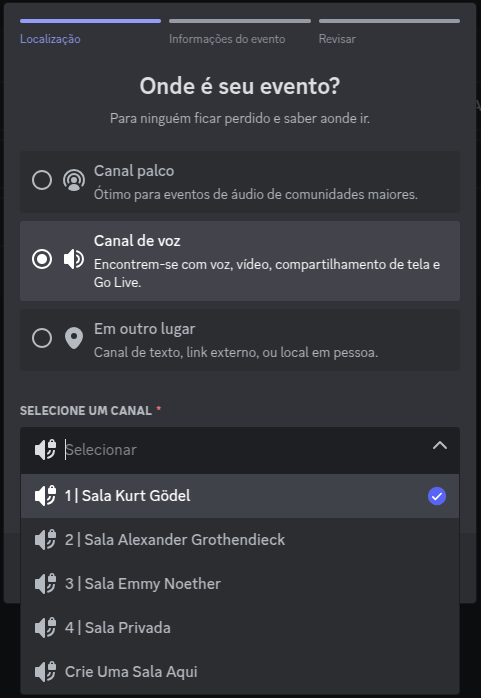 Localização
Informações do evento
Revisar
Onde é seu evento?
Para ninguém ficar perdido e saber aonde ir.
Canal palco
Ótimo para eventos de áudio de comunidades maiores.
Canal de voz
Encontrem-se com voz, vídeo, compartilhamento de tela e
Go Live.
Em outro lugar
Canal de texto, link externo, ou local em pessoa.
SELECIONE UM CANAL *
Selecionar
1 | Sala Kurt Gödel
2 | Sala Alexander Grothendieck
3 | Sala Emmy Noether
4 | Sala Privada
Crie Uma Sala Aqui